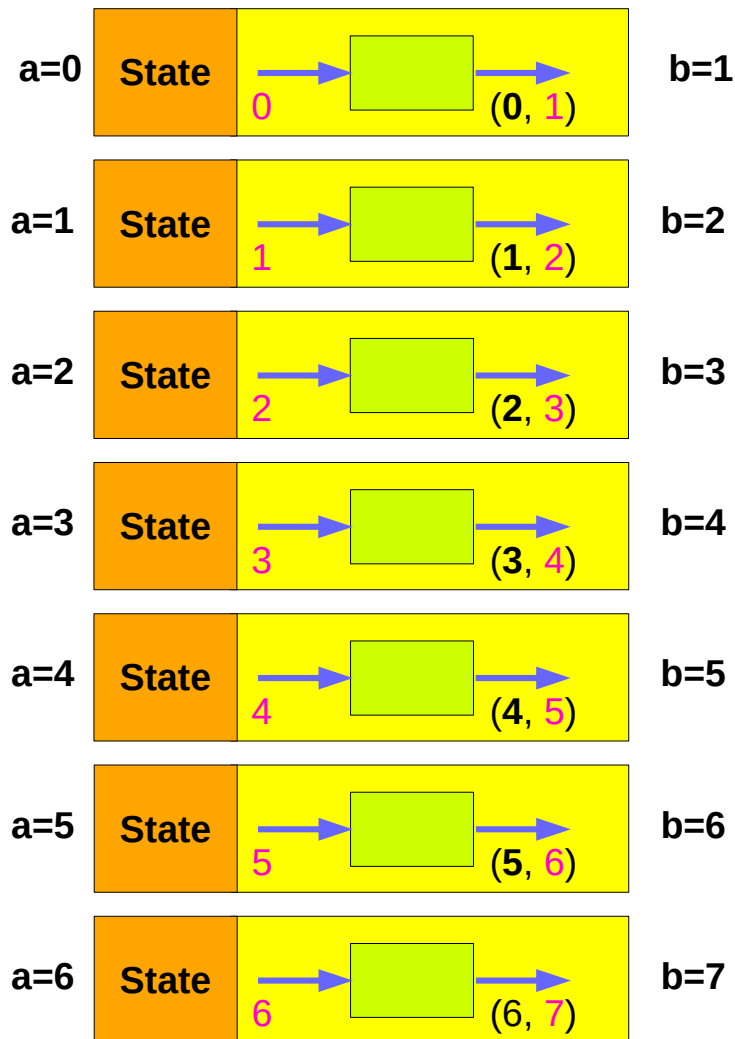 a=0 State 0 (0, 1) b=1
a=1 State 1 (1, 2) b=2
a=2 State 2 (2, 3) b=3
a=3 State 3 (3, 4) b=4
a=4 State 4 (4, 5) b=5
a=5 State 5 (5, 6) b=6
a=6 State 6 (6, 7) b=7